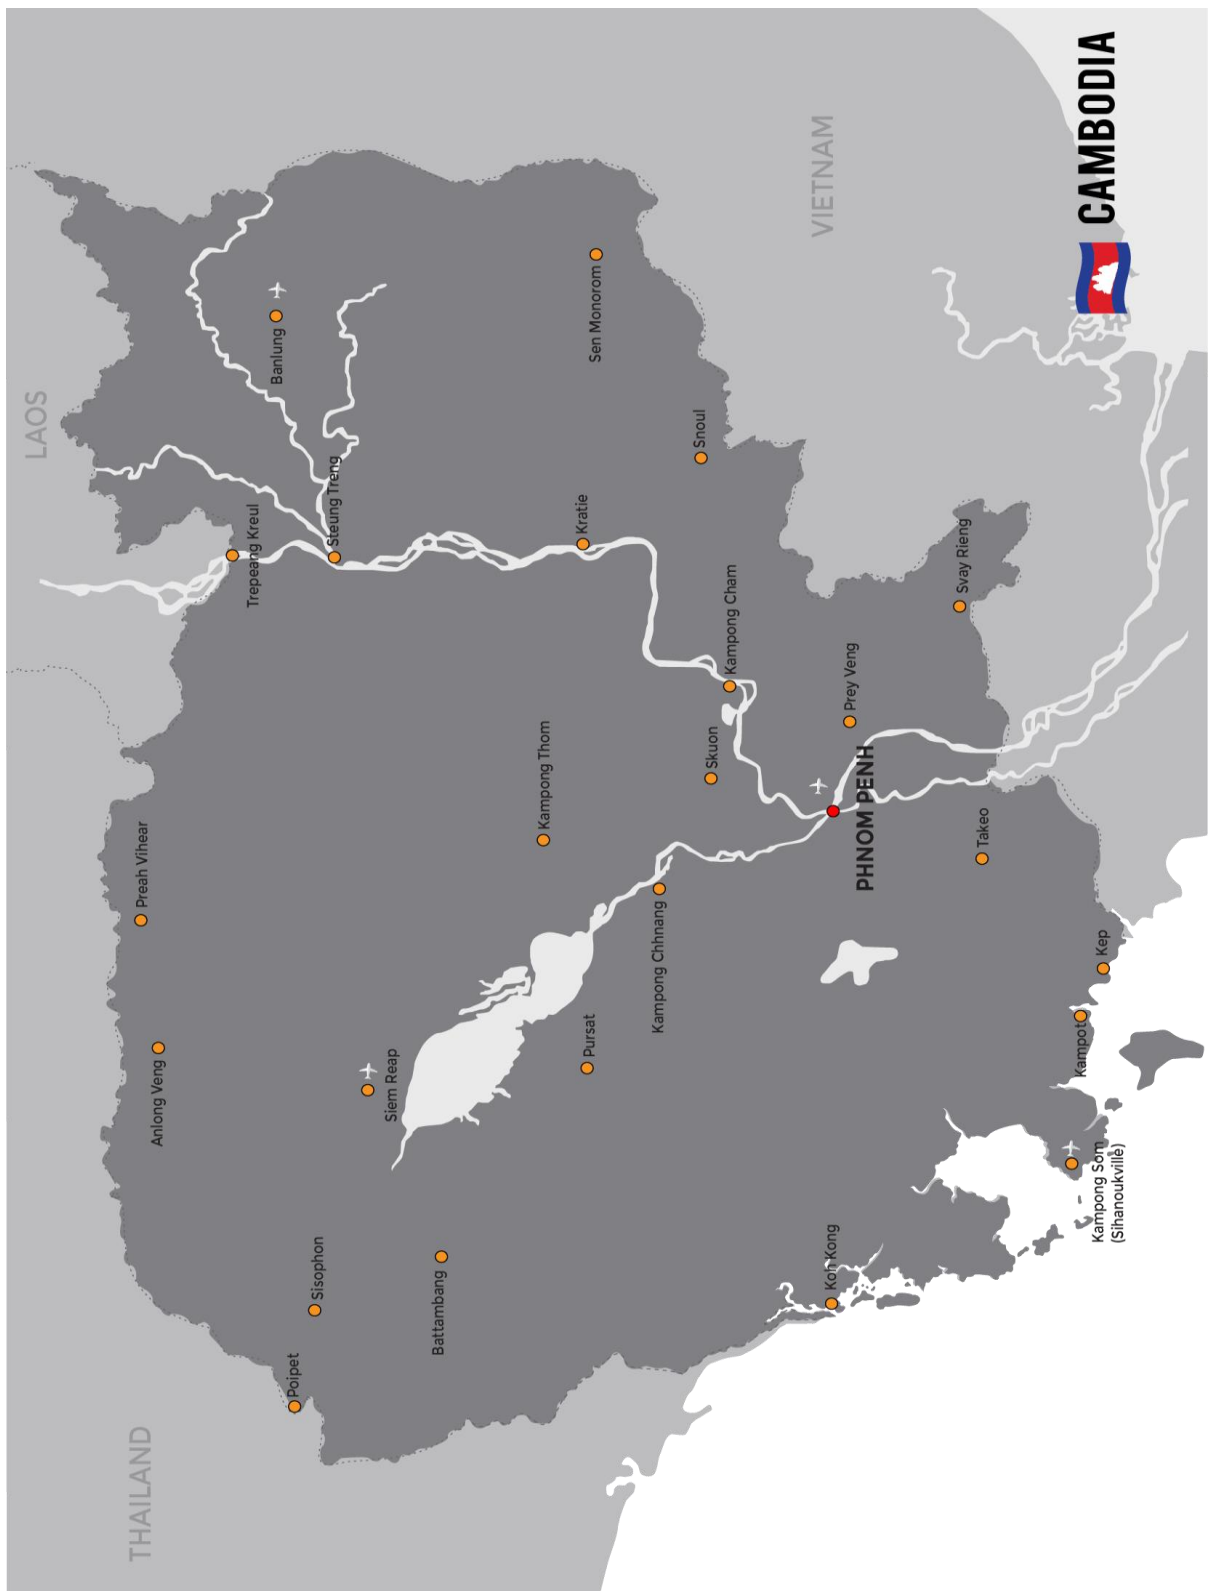 LAOS
THAILAND
VIETNAM
CAMBODIA
Preah Vihear
Anlong Veng
Trepeang Kreul
Banlung
Steung Treng
Poipet
Sisophon
Siem Reap
Battambang
Kampong Thom
Kratie
Sen Monorom
Pursat
Kampong Chhnang
Snoul
Skuon
Kampong Cham
Koh Kong
PHNOM PENH
Prey Veng
Svay Rieng
Takeo
Kampot
Kep
Kampong Som
(Sihanoukville)